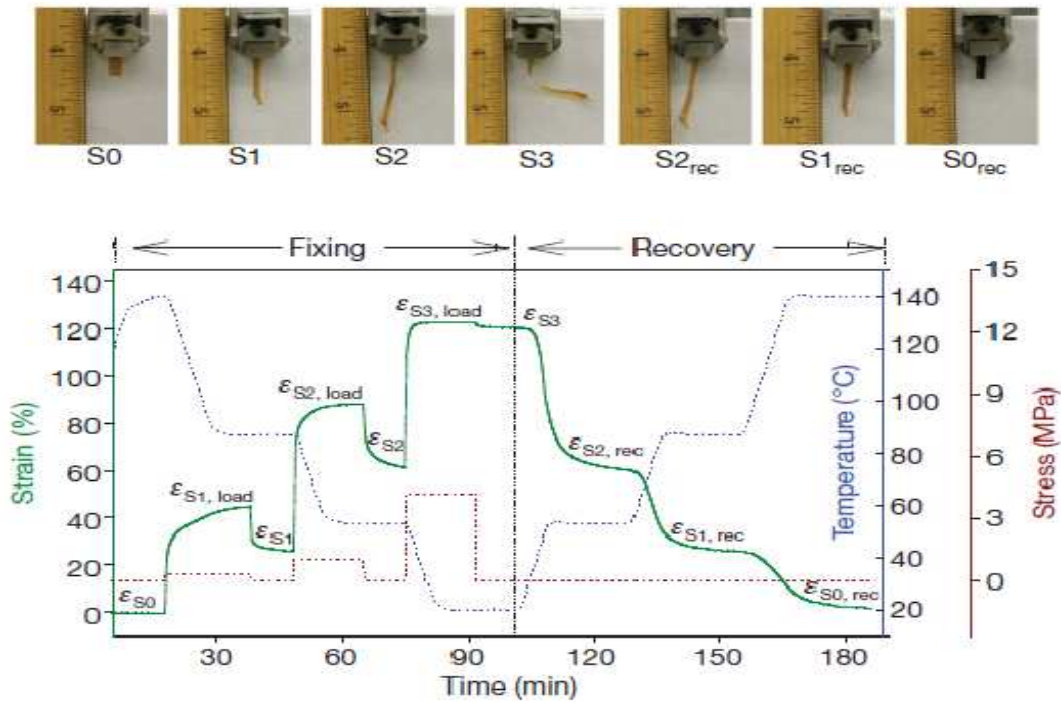 S0 S1 S2 S3 S2rec S1rec S0rec
Fixing Recovery
Strain (%)
140
120
100
80
60
40
20
0
εS0
εS1, load
εS1
εS2, load
εS2
εS3, load
εS3
εS2, rec
εS1, rec
εS0, rec
140
120
100
80
60
40
20
Temperature (°C)
15
12
9
6
3
0
Stress (MPa)
30 60 90 120 150 180
Time (min)